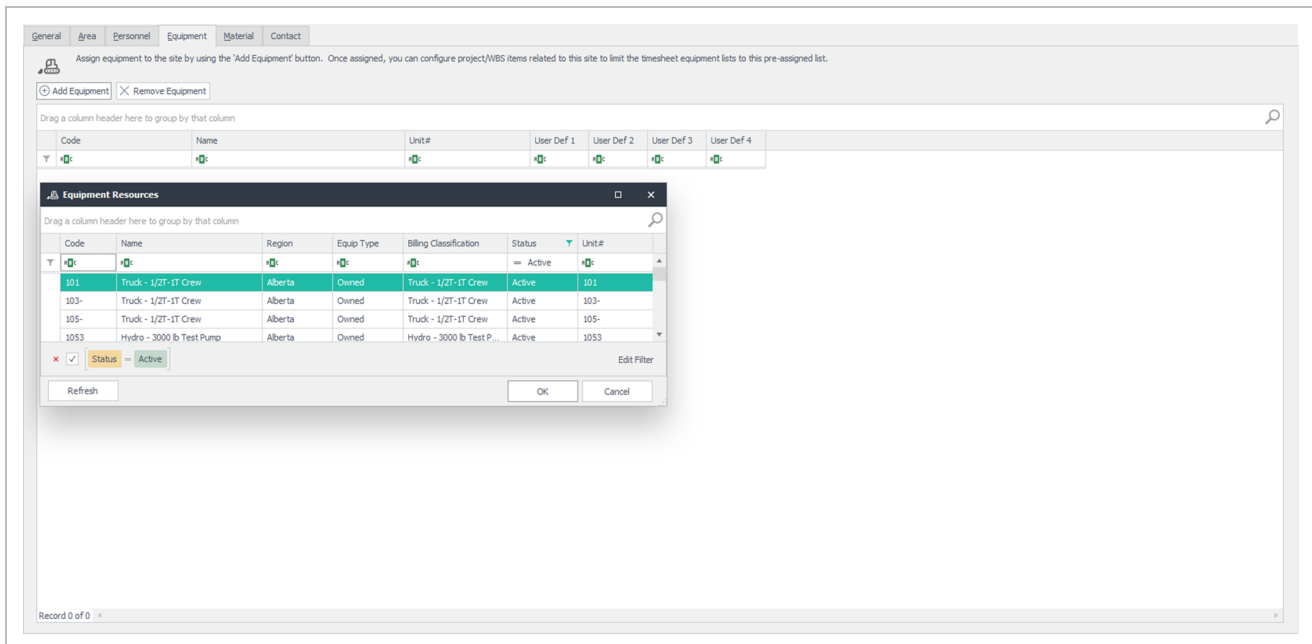 General Area Personnel Equipment Material Contact
Assign equipment to the site by using the 'Add Equipment' button. Once assigned, you can configure project/WBS items related to this site to limit the timesheet equipment lists to this pre-assigned list.
Add Equipment Remove Equipment
Drag a column header here to group by that column
Code Name Unit# User Def 1 User Def 2 User Def 3 User Def 4
Equipment Resources
Drag a column header here to group by that column
Code Name Region Equip Type Billing Classification Status Unit#
= Active
101 Truck - 1/2T-1T Crew Alberta Owned Truck - 1/2T-1T Crew Active 101
103- Truck - 1/2T-1T Crew Alberta Owned Truck - 1/2T-1T Crew Active 103-
105- Truck - 1/2T-1T Crew Alberta Owned Truck - 1/2T-1T Crew Active 105-
1053 Hydro - 3000 lb Test Pump Alberta Owned Hydro - 3000 lb Test P... Active 1053
Status = Active Edit Filter
Refresh OK Cancel
Record 0 of 0